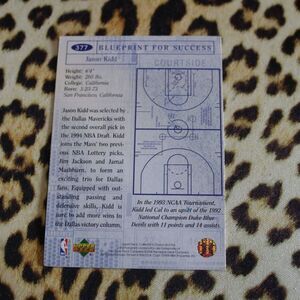 377
BLUEPRINT FOR SUCCESS
Jason Kidd
COURTSIDE
Height: 6'4"
Weight:
College: California
Born: 3-23-73
San Francisco, California
Jason Kidd was selected by
the Dallas Mavericks with
the second overall pick in
the 1994 NBA Draft. Kidd
joins the Mavs' two previ-
ous NBA Lottery picks,
Jim Jackson and Jamal
Mashburn, to form an
exciting trio for Dallas
fans. Equipped with out-
standing passing and
defensive skills, Kidd is
sure to add more wins to
the Dallas victory column.
In the 1993 NCAA Tournament,
Kidd led Cal to an upset of the 1992
National Champion Duke Blue
Devils with 11 points and 14 assists.
NBA
UPPER DECK